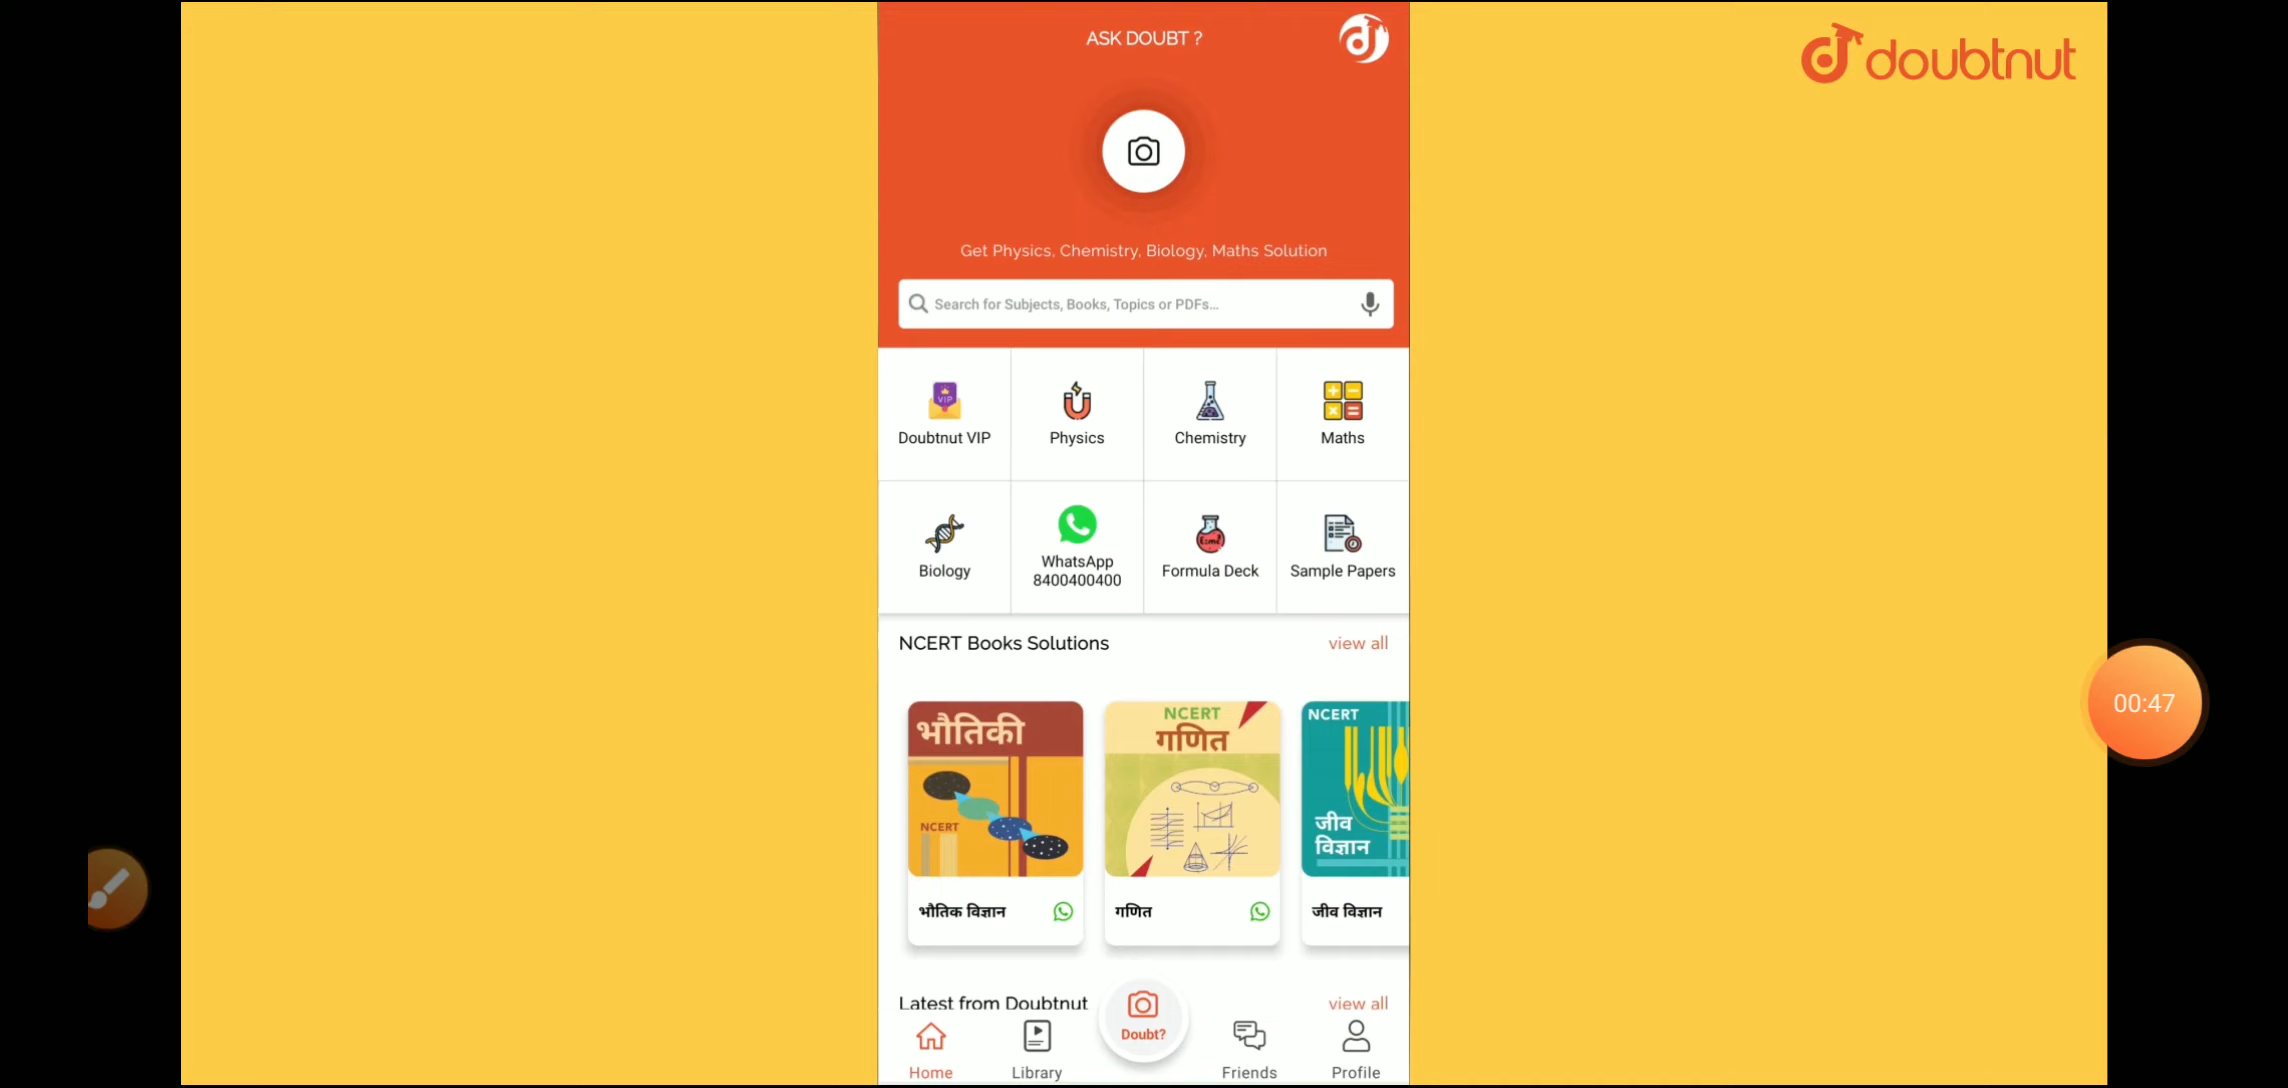 ASK DOUBT ?
doubtnut
Get Physics, Chemistry, Biology, Maths Solution
Search for Subjects, Books, Topics or PDFs...
VIP
Doubtnut VIP
Physics
Chemistry
Maths
Biology
WhatsApp
8400400400
Formula Deck
Sample Papers
NCERT Books Solutions
view all
भौतिकी
NCERT
NCERT
गणित
NCERT
जीव
विज्ञान
भौतिक विज्ञान
गणित
जीव विज्ञान
00:47
Latest from Doubtnut
view all
Doubt?
Home
Library
Friends
Profile